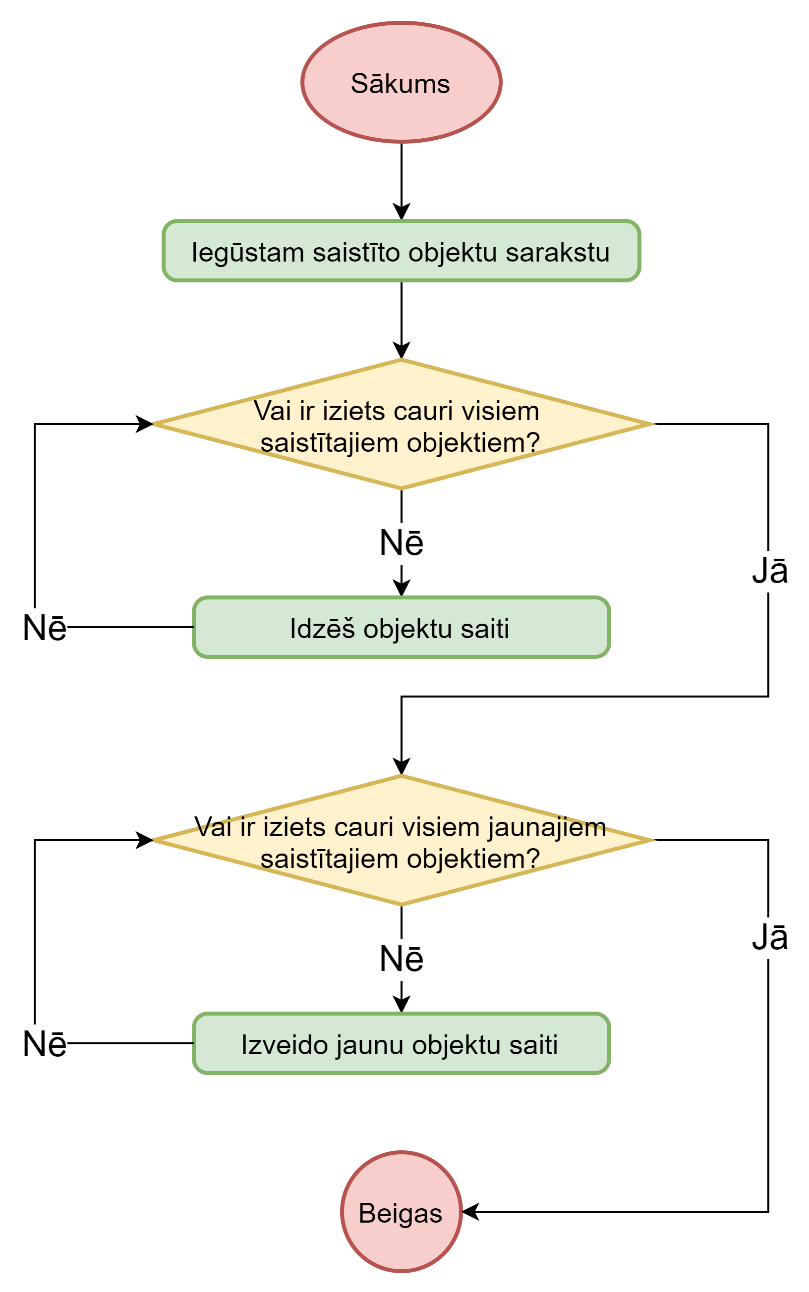 Sākums
Iegūstam saistīto objektu sarakstu
Vai ir iziets cauri visiem
saistītajiem objektiem?
Nē
Jā
Idzēš objektu saiti
Nē
Vai ir iziets cauri visiem jaunajiem
saistītajiem objektiem?
Nē
Jā
Izveido jaunu objektu saiti
Nē
Beigas